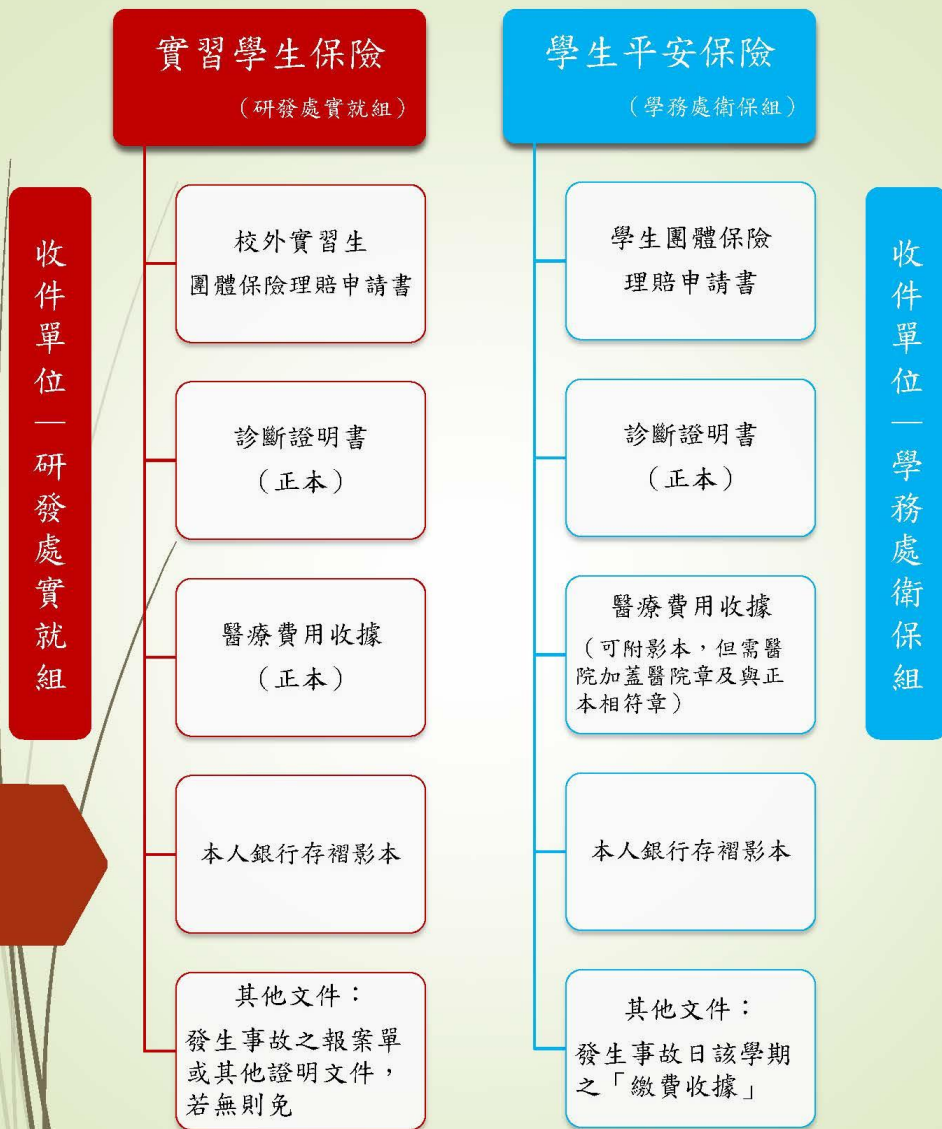 實習學生保險
（研發處實就組）
收件單位—研發處實就組
校外實習生
團體保險理賠申請書
診斷證明書
（正本）
醫療費用收據
（正本）
本人銀行存褶影本
其他文件：
發生事故之報案單
或其他證明文件，
若無則免
學生平安保險
（學務處衛保組）
學生團體保險
理賠申請書
診斷證明書
（正本）
醫療費用收據
（可附影本，但需醫
院加蓋醫院章及與正
本相符章）
本人銀行存褶影本
其他文件：
發生事故日該學期
之「繳費收據」
收件單位—學務處衛保組